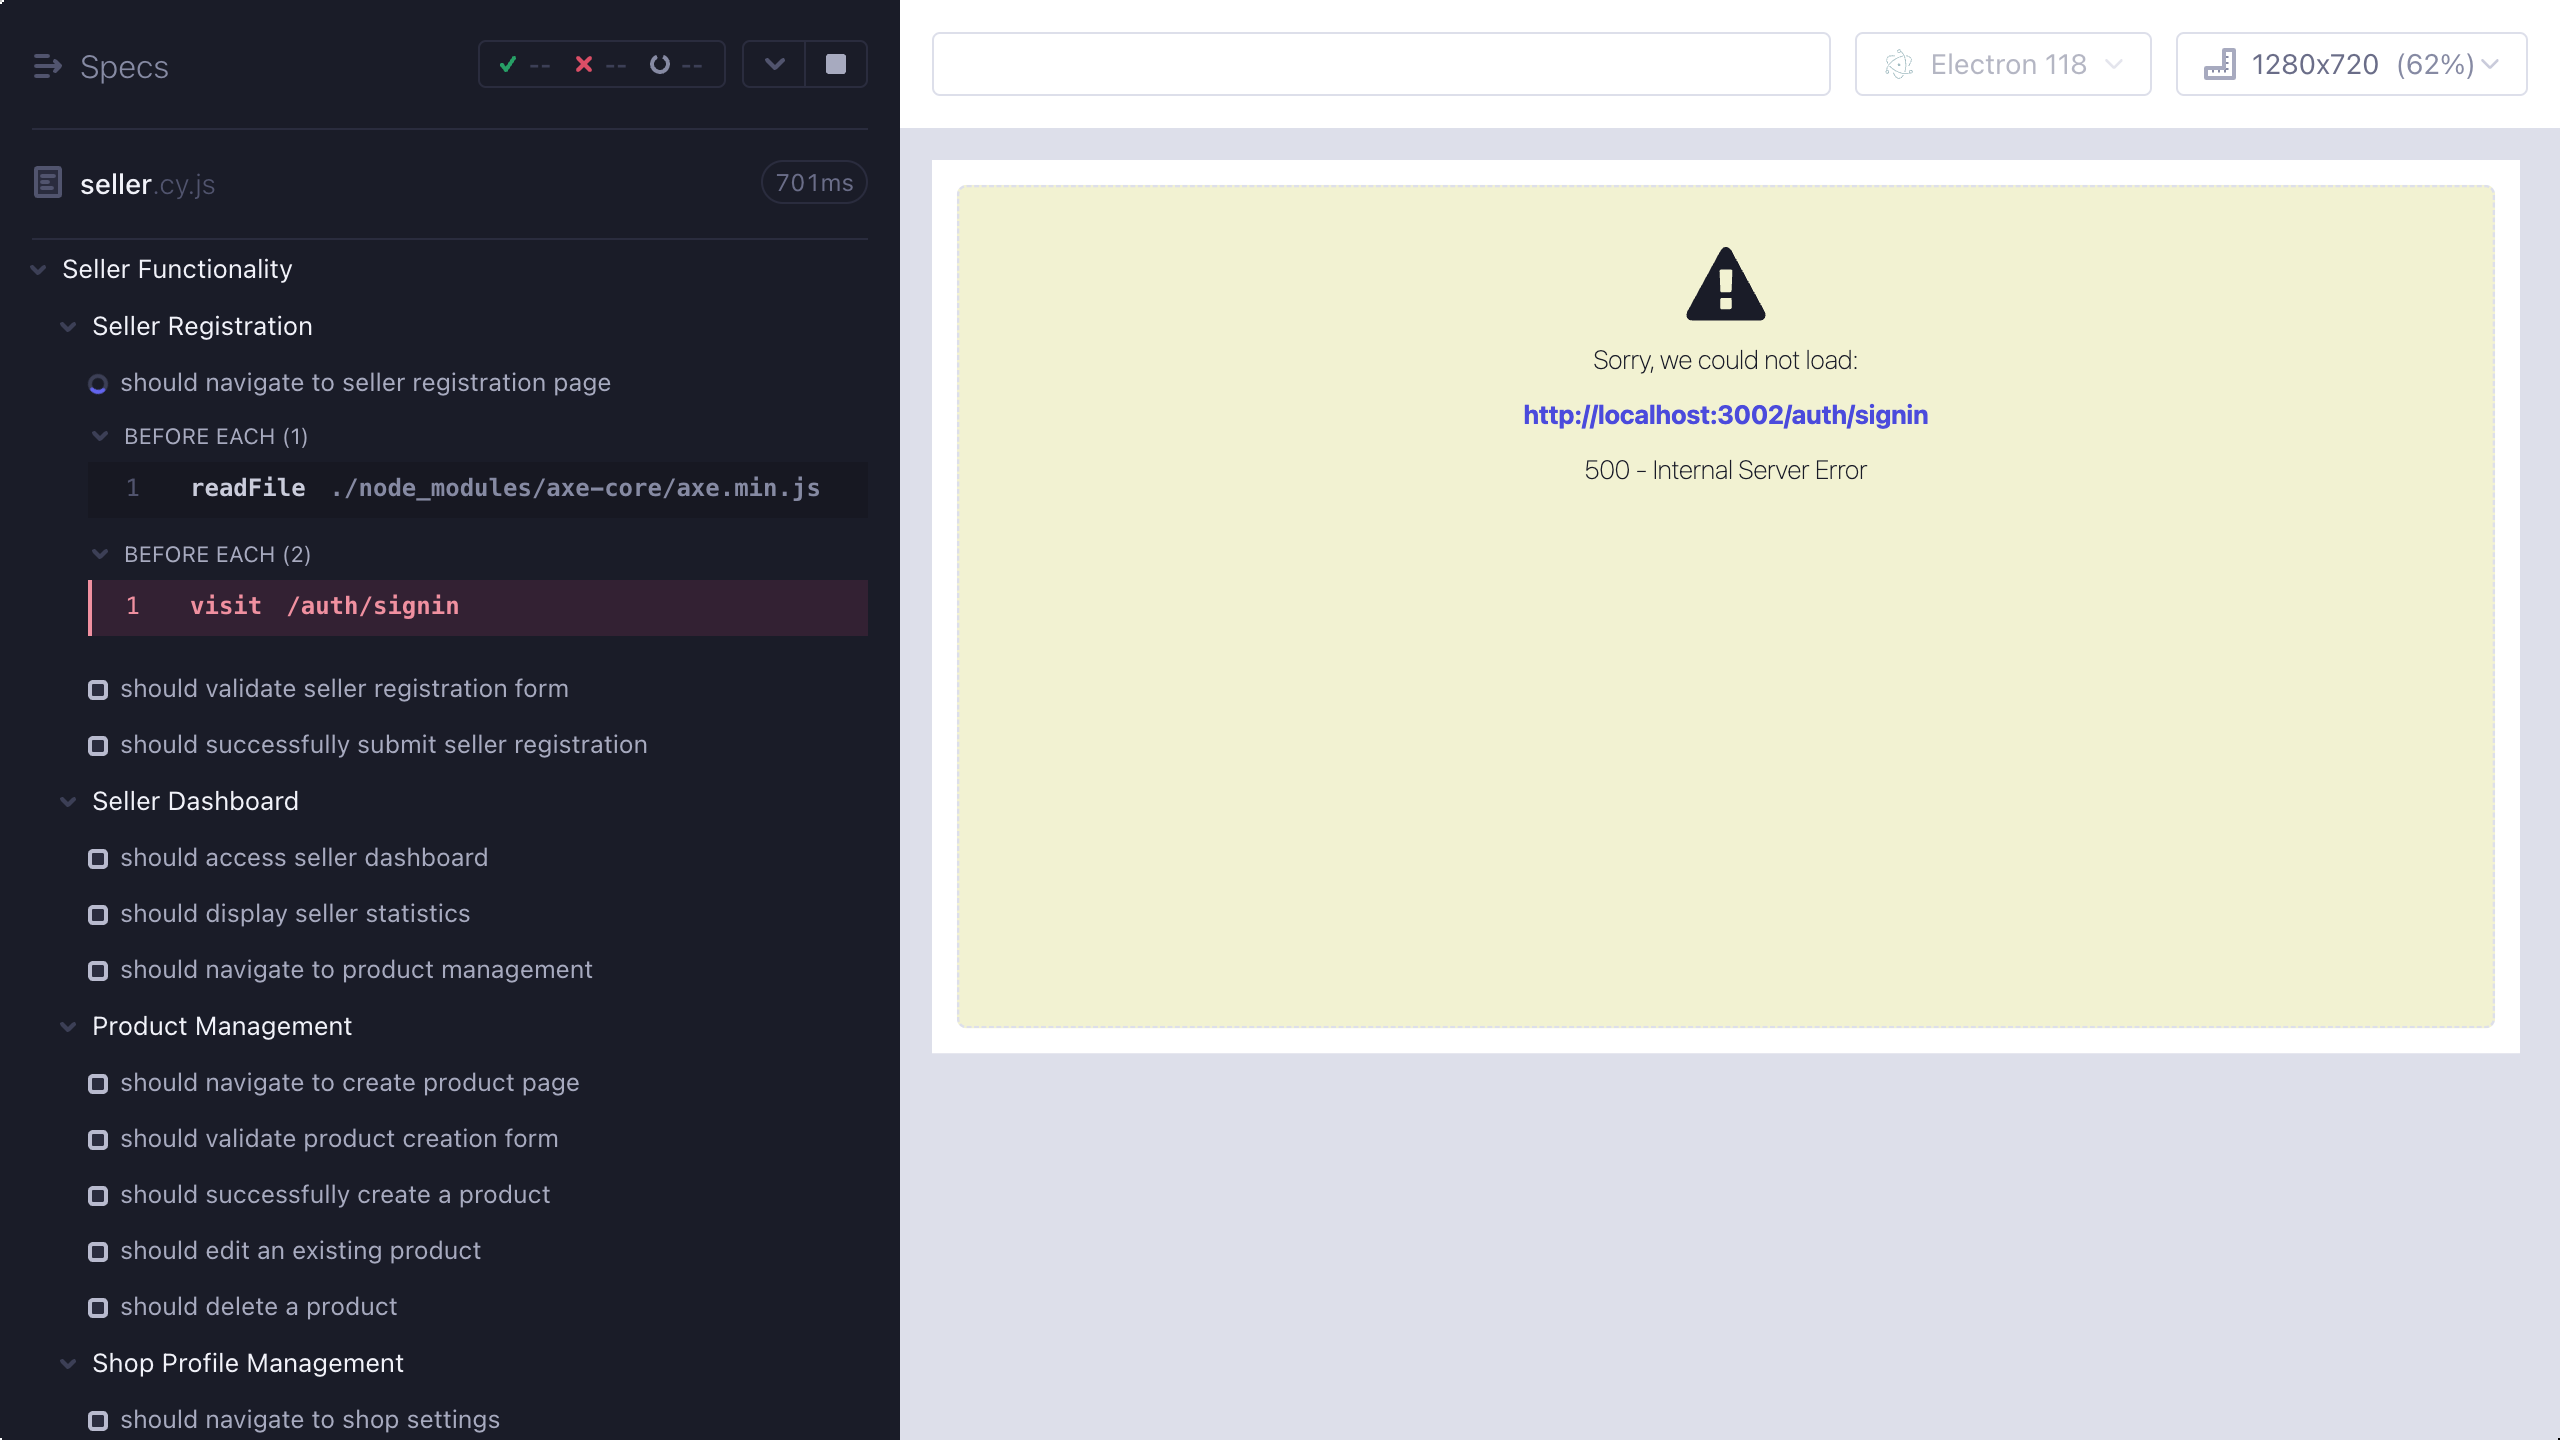 Specs
-- -- --
seller.cy.js 701ms
Seller Functionality
Seller Registration
should navigate to seller registration page
BEFORE EACH (1)
1 readFile ./node_modules/axe-core/axe.min.js
BEFORE EACH (2)
1 visit /auth/signin
should validate seller registration form
should successfully submit seller registration
Seller Dashboard
should access seller dashboard
should display seller statistics
should navigate to product management
Product Management
should navigate to create product page
should validate product creation form
should successfully create a product
should edit an existing product
should delete a product
Shop Profile Management
should navigate to shop settings
Electron 118
1280x720 (62%)
Sorry, we could not load:
http://localhost:3002/auth/signin
500 - Internal Server Error